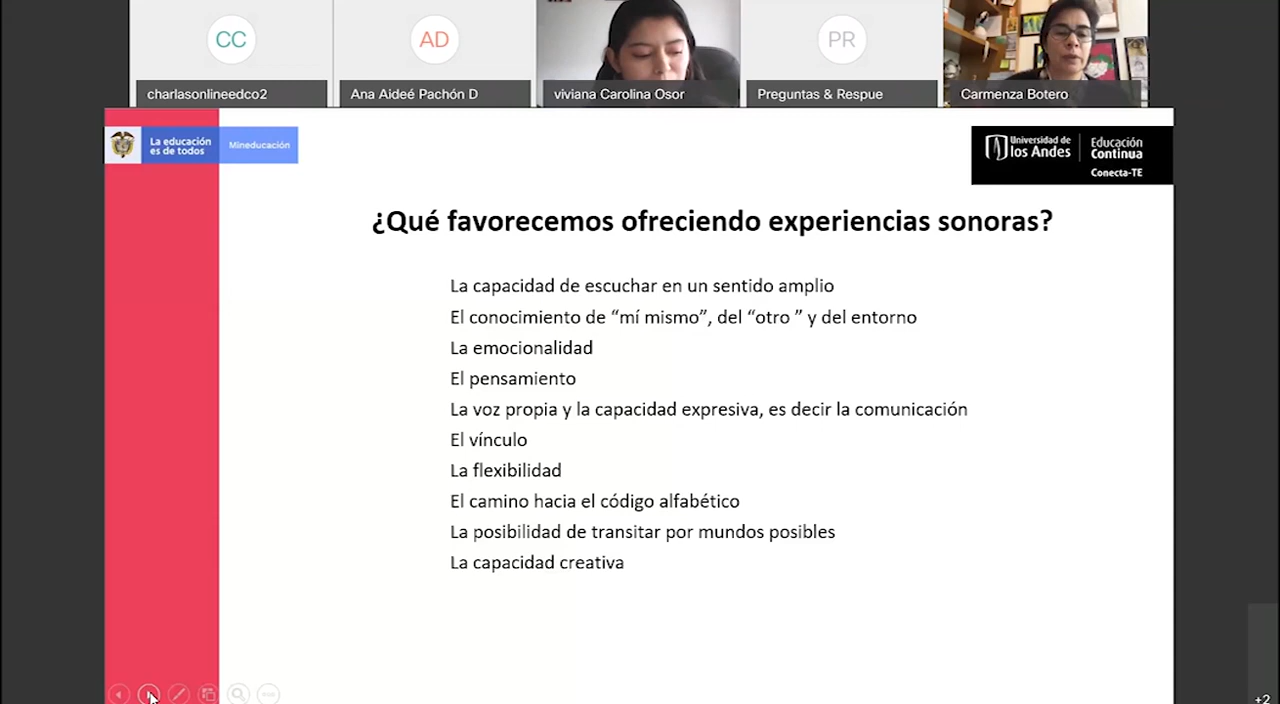 CC
AD
PR
charlasonlineedco2
Ana Aideé Pachón D
viviana Carolina Osor
Preguntas & Respue
Carmenza Botero
La educación
es de todos
Mineducación
Universidad de
los Andes
Educación
Continua
Conecta-TE
¿Qué favorecemos ofreciendo experiencias sonoras?
La capacidad de escuchar en un sentido amplio
El conocimiento de “mí mismo”, del “otro ” y del entorno
La emocionalidad
El pensamiento
La voz propia y la capacidad expresiva, es decir la comunicación
El vínculo
La flexibilidad
El camino hacia el código alfabético
La posibilidad de transitar por mundos posibles
La capacidad creativa
+2